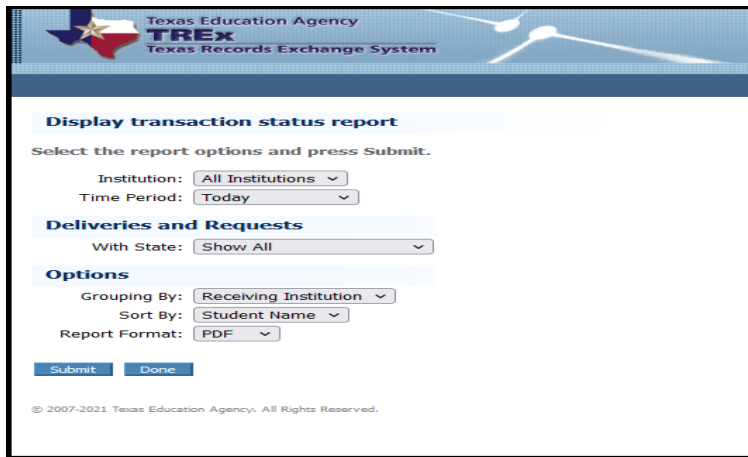 Texas Education Agency
TREx
Texas Records Exchange System
Display transaction status report
Select the report options and press Submit.
Institution: All Institutions
Time Period: Today
Deliveries and Requests
With State: Show All
Options
Grouping By: Receiving Institution
Sort By: Student Name
Report Format: PDF
Submit Done
© 2007-2021 Texas Education Agency. All Rights Reserved.